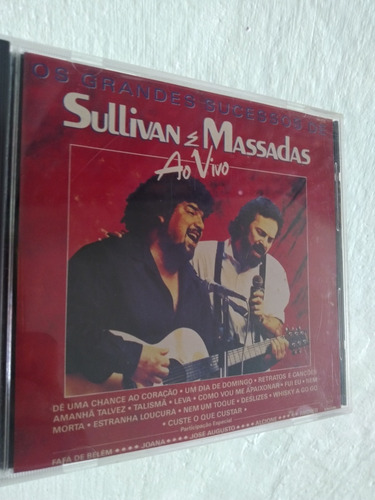 OS GRANDES SUCESSOS DE
SULLIVAN E MASSADAS
AO VIVO
DÊ UMA CHANCE AO CORAÇÃO • UM DIA DE DOMINGO • RETRATOS E CANÇÕES
AMANHÃ TALVEZ • TALISMÃ • LEVA • COMO VOU ME APAIXONAR • FUI EU • NEM
MORTA • ESTRANHA LOUCURA • NEM UM TOQUE • DESLIZES • WHISKY A GO GO
• CUSTE O QUE CUSTAR •
Participação Especial
FAFÁ DE BELÉM ★★★★ JOANA ★★★★ JOSÉ AUGUSTO ★★★★ ALCIONE ★★★★